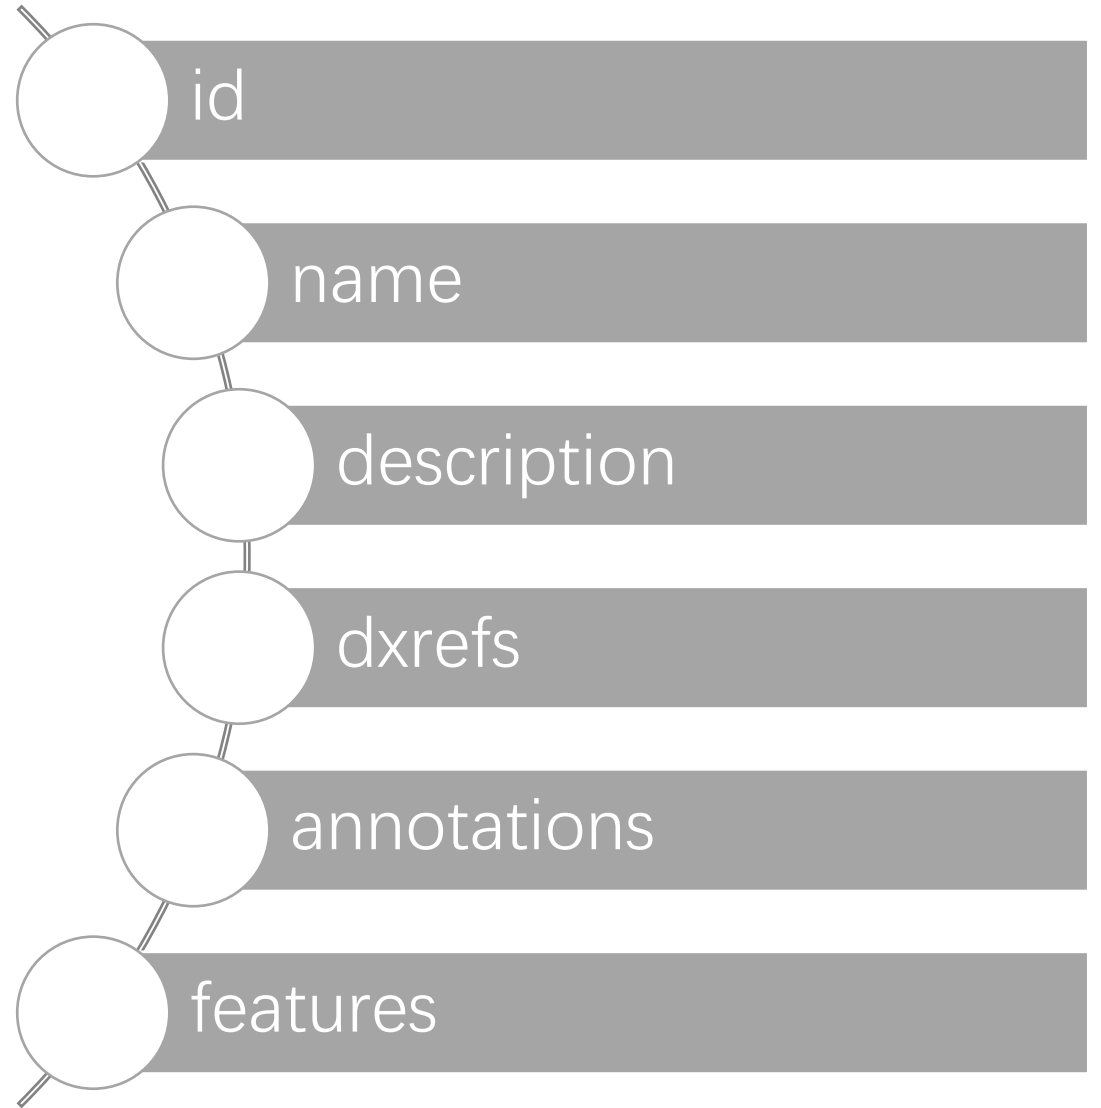 id
name
description
dxrefs
annotations
features